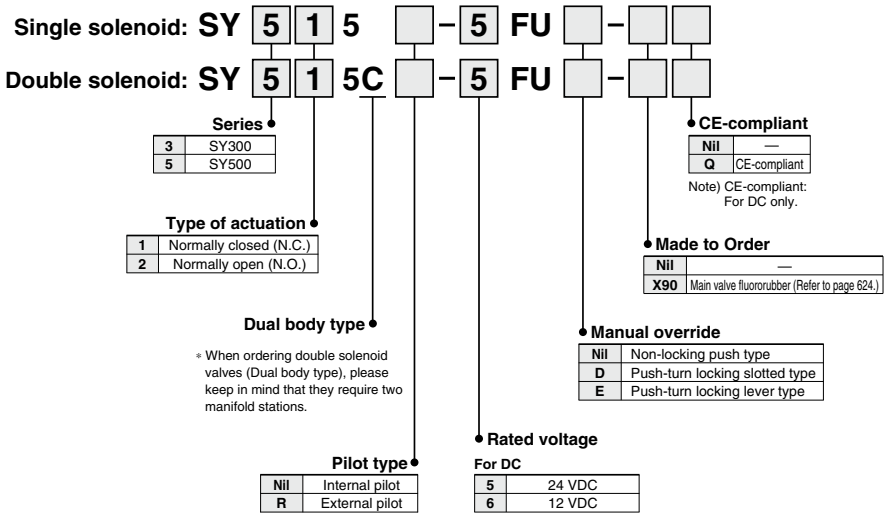 Single solenoid: SY 5 1 5 – 5 FU –
Double solenoid: SY 5 1 5C – 5 FU –
Series
3 SY300
5 SY500
Type of actuation
1 Normally closed (N.C.)
2 Normally open (N.O.)
Dual body type
* When ordering double solenoid
valves (Dual body type), please
keep in mind that they require two
manifold stations.
Pilot type
Nil Internal pilot
R External pilot
Rated voltage
For DC
5 24 VDC
6 12 VDC
Manual override
Nil Non-locking push type
D Push-turn locking slotted type
E Push-turn locking lever type
Made to Order
Nil —
X90 Main valve fluororubber (Refer to page 624.)
CE-compliant
Nil —
Q CE-compliant
Note) CE-compliant:
For DC only.